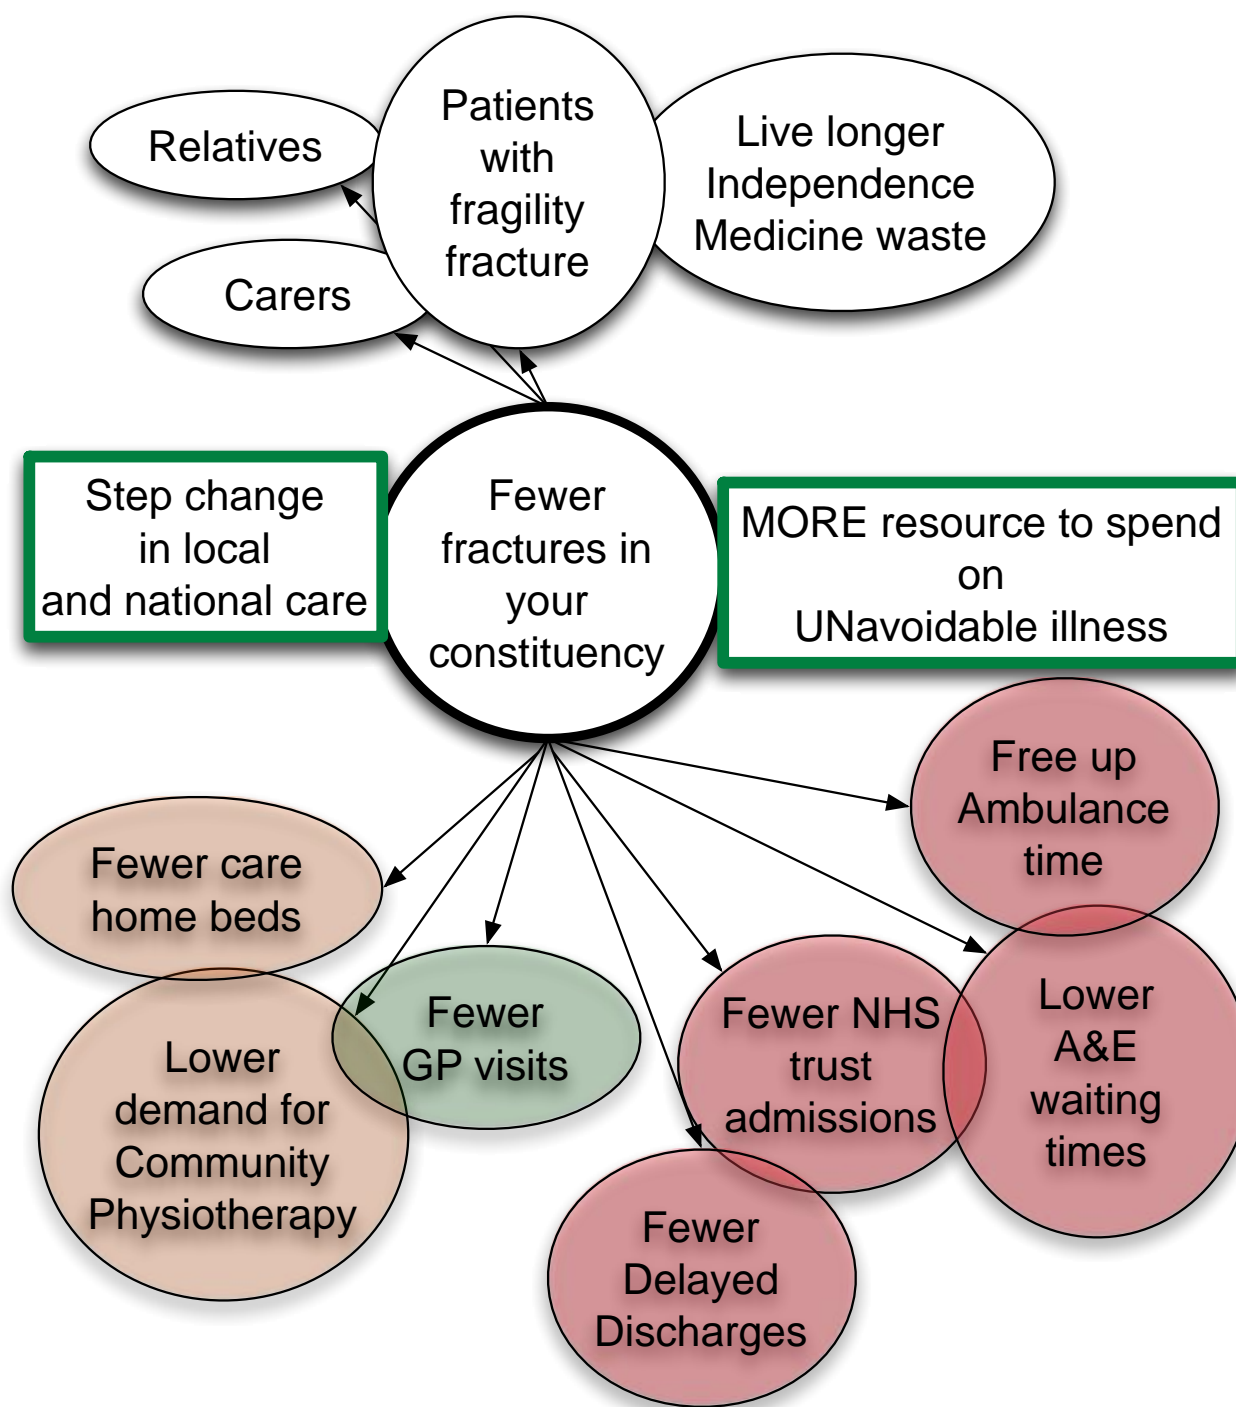 Relatives
Carers
Patients
with
fragility
fracture
Live longer
Independence
Medicine waste
Step change
in local
and national care
Fewer
fractures in
your
constituency
MORE resource to spend
on
UNavoidable illness
Free up
Ambulance
time
Fewer care
home beds
Lower
demand for
Community
Physiotherapy
Fewer
GP visits
Fewer NHS
trust
admissions
Lower
A&E
waiting
times
Fewer
Delayed
Discharges